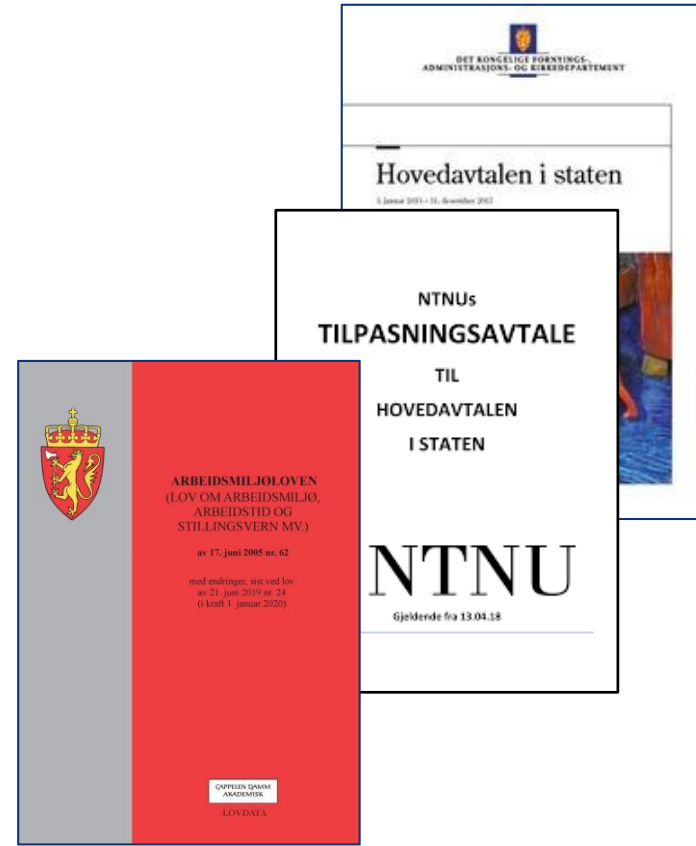 DET KONGELIGE FORNYINGS-,
ADMINISTRASJONS- OG KIRKEDEPARTEMENT
Hovedavtalen i staten
NTNUs
TILPASNINGSAVTALE
TIL
HOVEDAVTALEN
I STATEN
NTNU
Gjeldende fra 13.04.18
ARBEIDSMILJØLOVEN
(LOV OM ARBEIDSMILJØ,
ARBEIDSTID OG
STILLINGSVERN MV.)
av 17. juni 2005 nr. 62
med endringer, sist ved lov
av 21. juni 2019 nr. 24
(i kraft 1. januar 2020)
CAPPELEN DAMM
AKADEMISK
LOVDATA